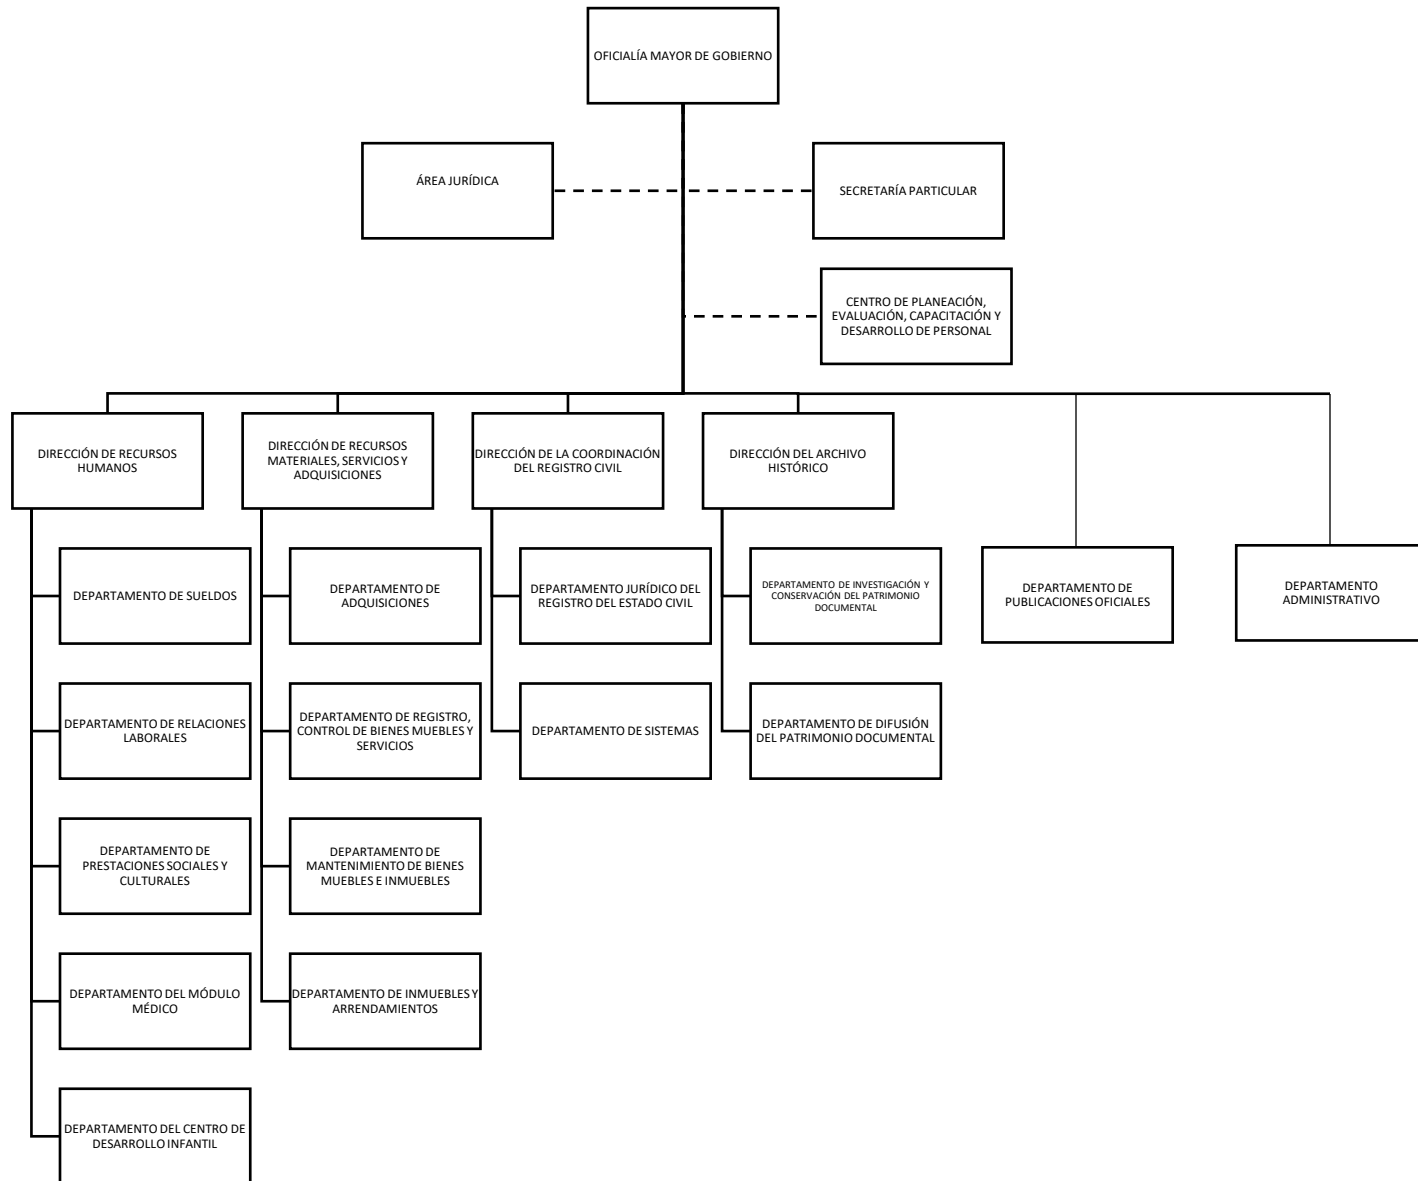 OFICIALÍA MAYOR DE GOBIERNO
ÁREA JURÍDICA
SECRETARÍA PARTICULAR
CENTRO DE PLANEACIÓN,
EVALUACIÓN, CAPACITACIÓN Y
DESARROLLO DE PERSONAL
DIRECCIÓN DE RECURSOS
HUMANOS
DIRECCIÓN DE RECURSOS
MATERIALES, SERVICIOS Y
ADQUISICIONES
DIRECCIÓN DE LA COORDINACIÓN
DEL REGISTRO CIVIL
DIRECCIÓN DEL ARCHIVO
HISTÓRICO
DEPARTAMENTO DE SUELDOS
DEPARTAMENTO DE
ADQUISICIONES
DEPARTAMENTO JURÍDICO DEL
REGISTRO DEL ESTADO CIVIL
DEPARTAMENTO DE INVESTIGACIÓN Y
CONSERVACIÓN DEL PATRIMONIO
DOCUMENTAL
DEPARTAMENTO DE
PUBLICACIONES OFICIALES
DEPARTAMENTO
ADMINISTRATIVO
DEPARTAMENTO DE RELACIONES
LABORALES
DEPARTAMENTO DE REGISTRO,
CONTROL DE BIENES MUEBLES Y
SERVICIOS
DEPARTAMENTO DE SISTEMAS
DEPARTAMENTO DE DIFUSIÓN
DEL PATRIMONIO DOCUMENTAL
DEPARTAMENTO DE
PRESTACIONES SOCIALES Y
CULTURALES
DEPARTAMENTO DE
MANTENIMIENTO DE BIENES
MUEBLES E INMUEBLES
DEPARTAMENTO DEL MÓDULO
MÉDICO
DEPARTAMENTO DE INMUEBLES Y
ARRENDAMIENTOS
DEPARTAMENTO DEL CENTRO DE
DESARROLLO INFANTIL